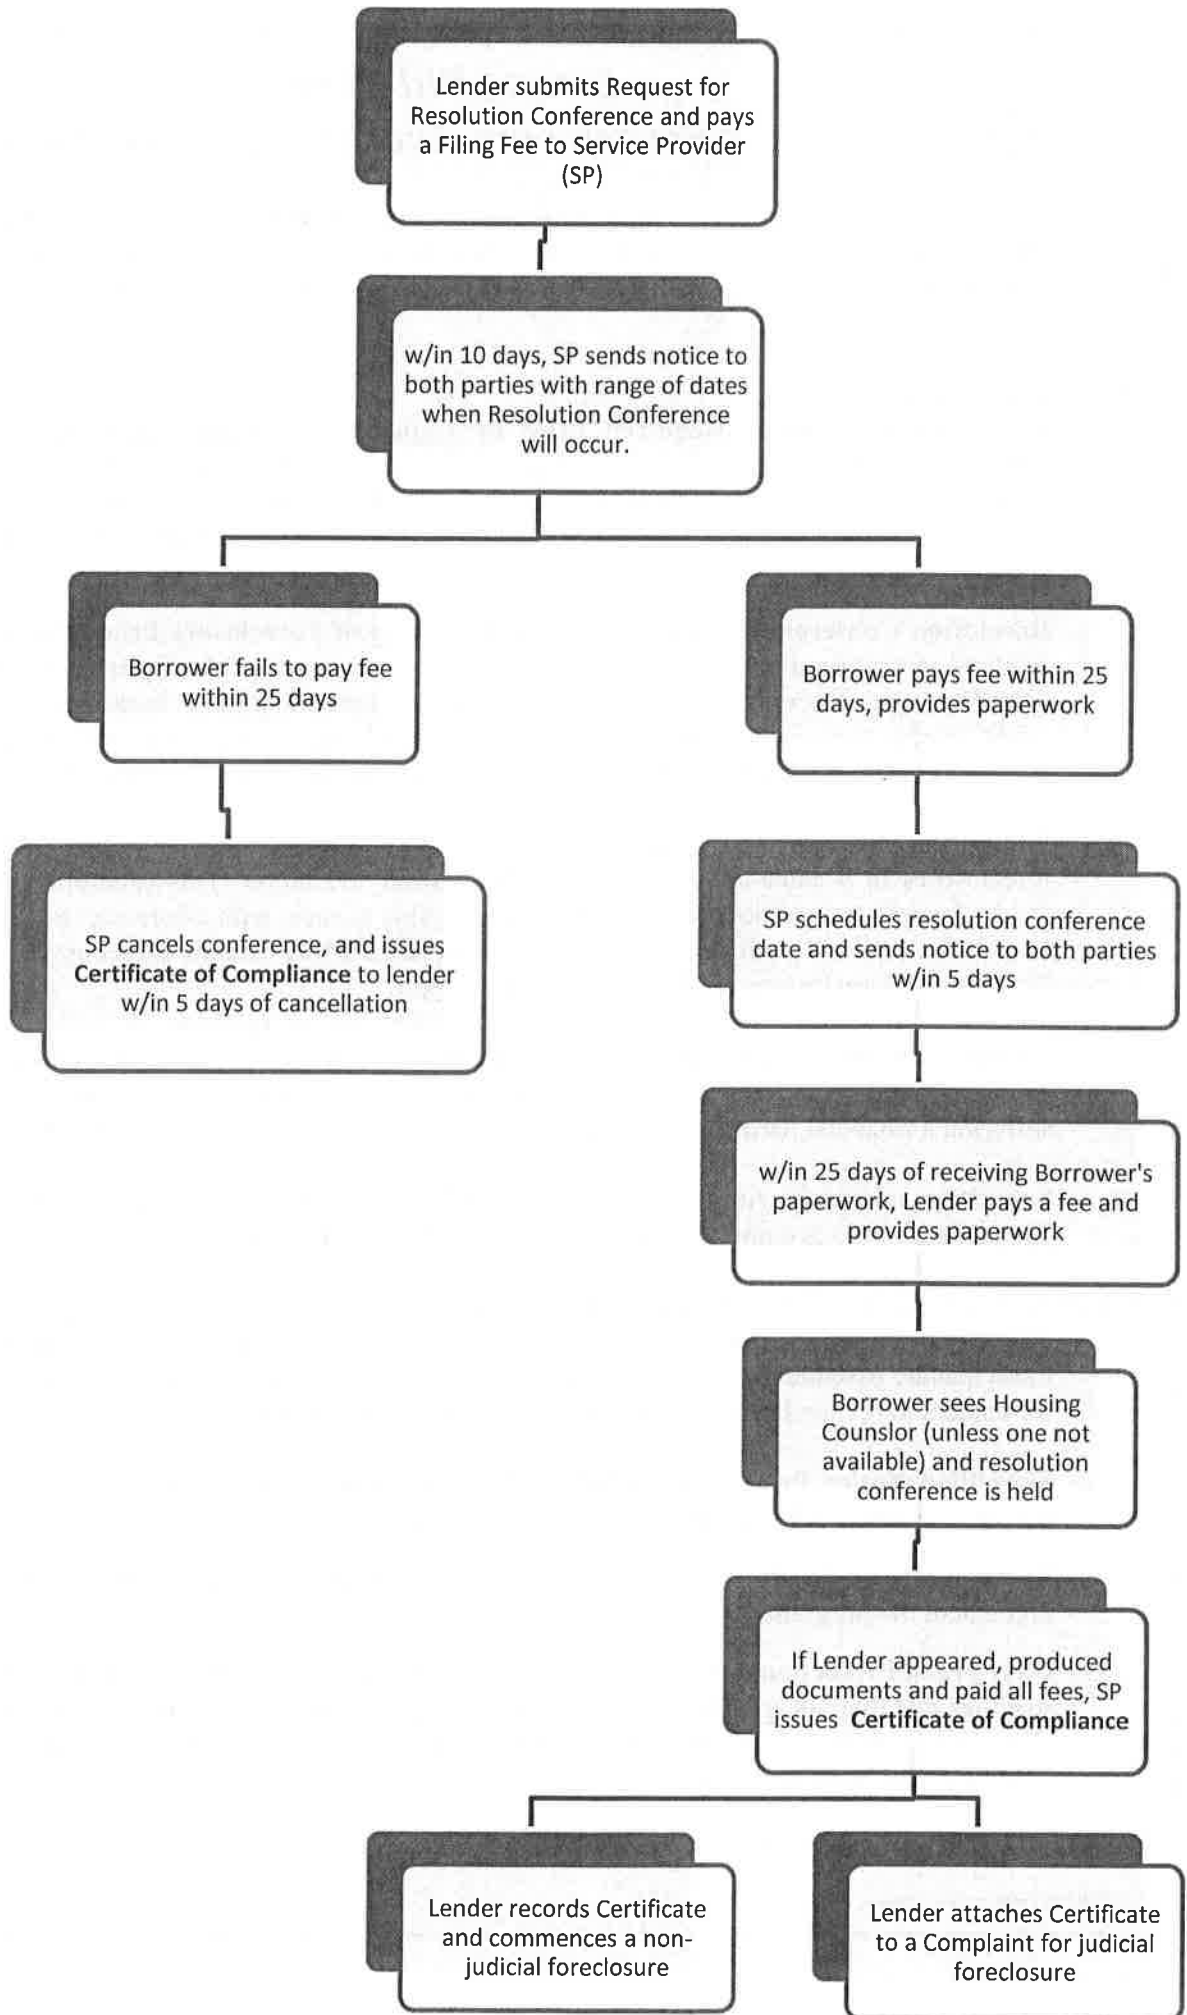 Lender submits Request for
Resolution Conference and pays
a Filing Fee to Service Provider
(SP)
w/in 10 days, SP sends notice to
both parties with range of dates
when Resolution Conference
will occur.
Borrower fails to pay fee
within 25 days
Borrower pays fee within 25
days, provides paperwork
SP cancels conference, and issues
Certificate of Compliance to lender
w/in 5 days of cancellation
SP schedules resolution conference
date and sends notice to both parties
w/in 5 days
w/in 25 days of receiving Borrower's
paperwork, Lender pays a fee and
provides paperwork
Borrower sees Housing
Counslor (unless one not
available) and resolution
conference is held
If Lender appeared, produced
documents and paid all fees, SP
issues Certificate of Compliance
Lender records Certificate
and commences a non-
judicial foreclosure
Lender attaches Certificate
to a Complaint for judicial
foreclosure